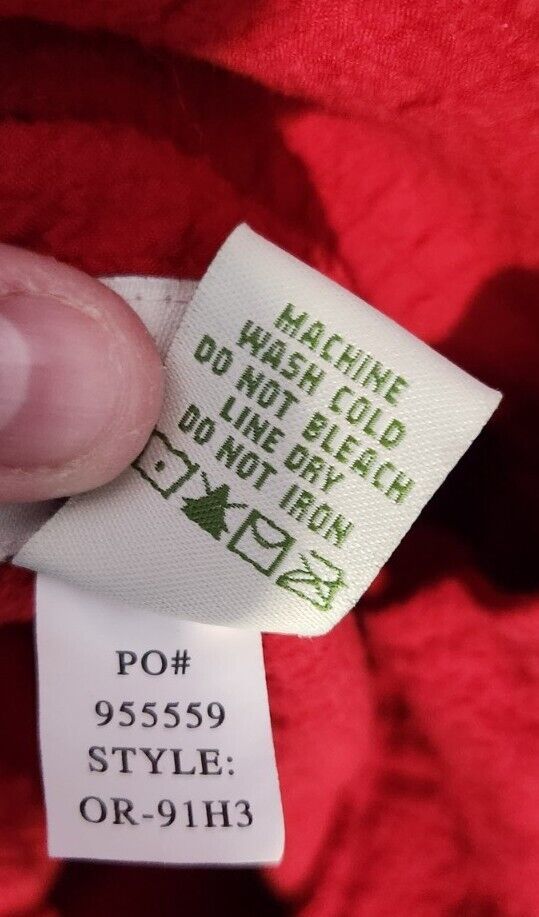 MACHINE
WASH COLD
DO NOT BLEACH
LINE DRY
DO NOT IRON
PO#
955559
STYLE:
OR-91H3